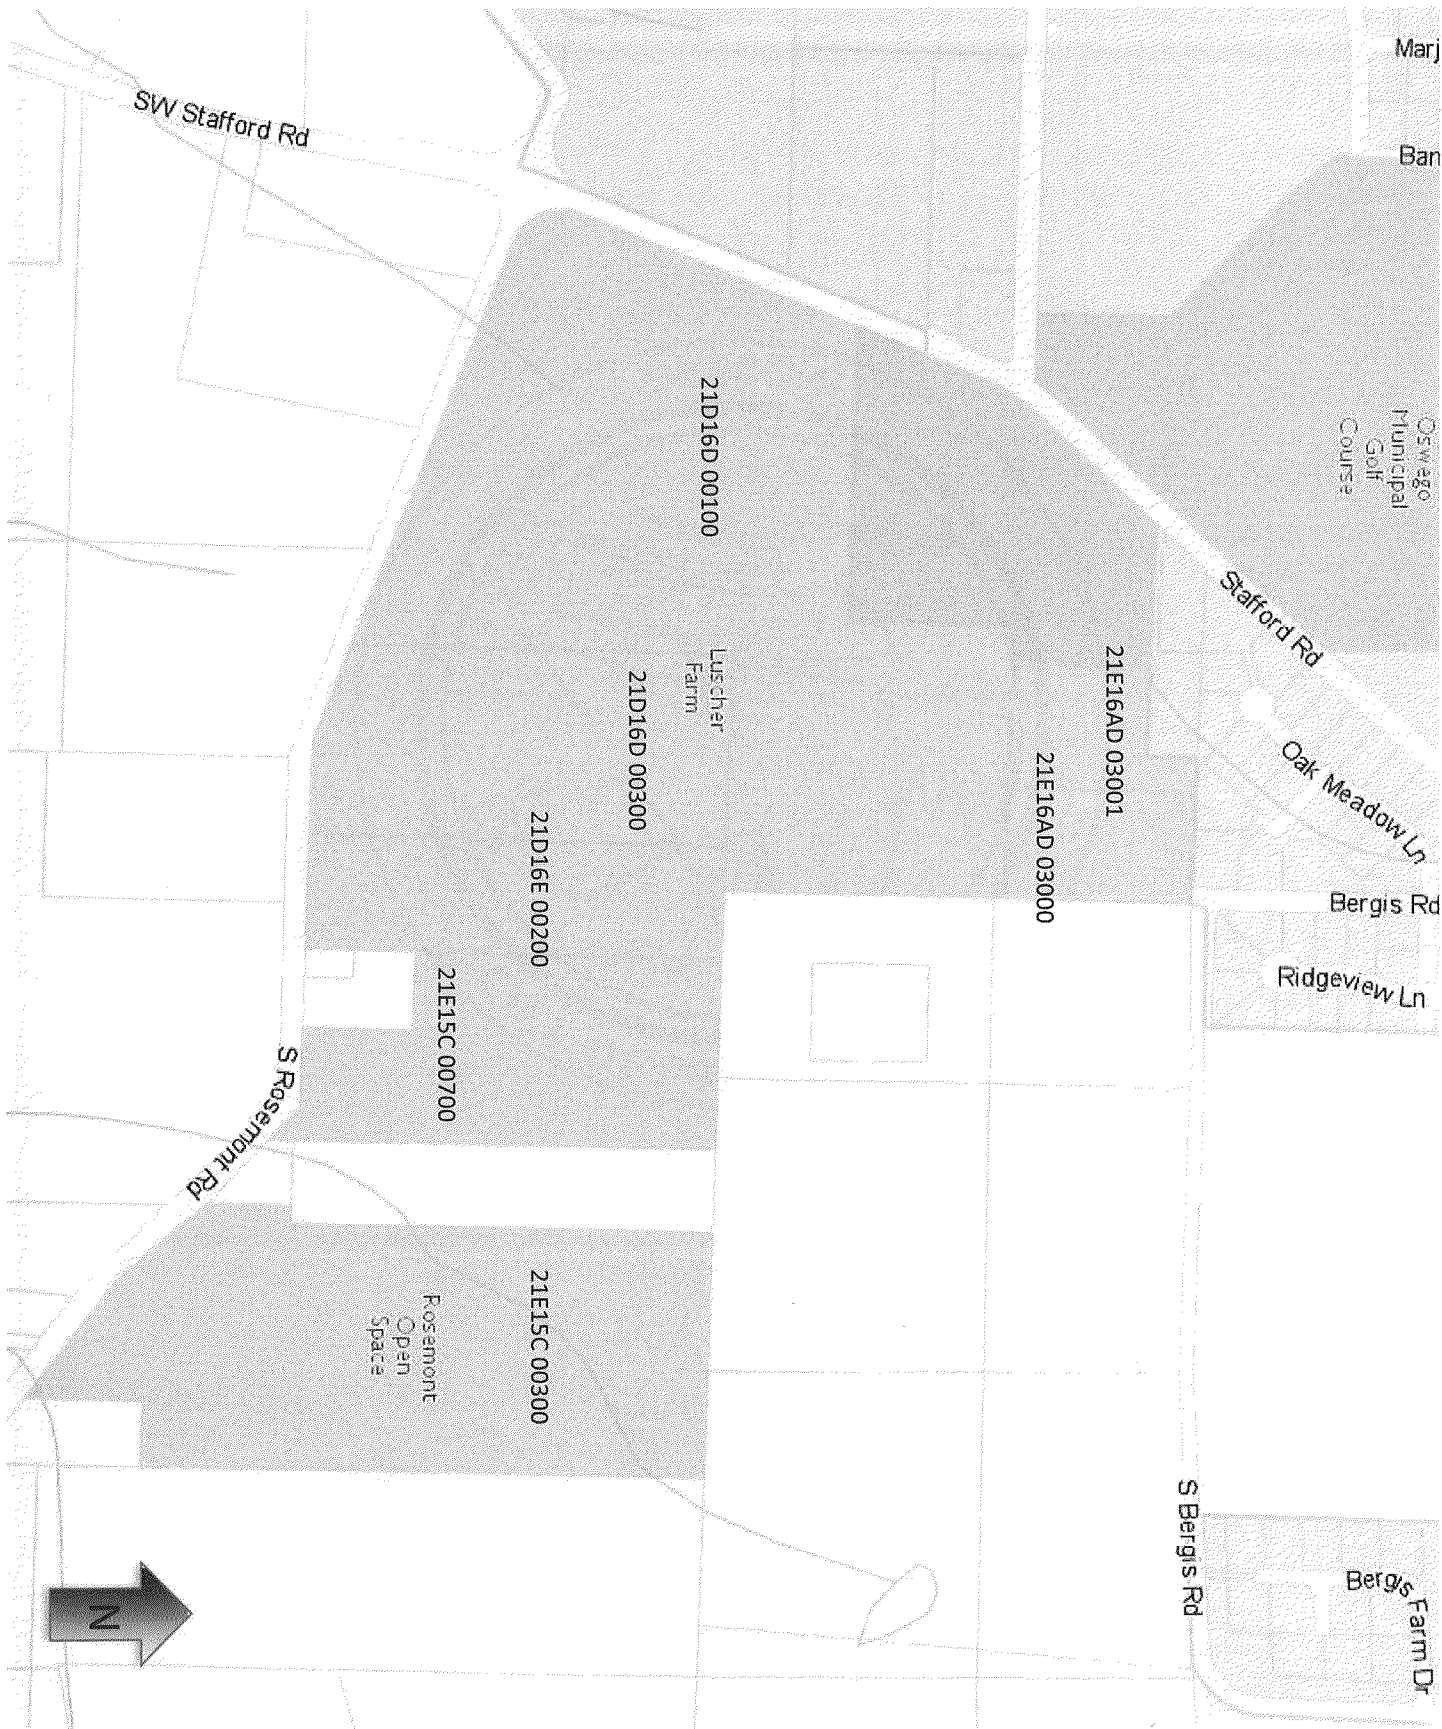 Marj
Ban
SW Stafford Rd
Oswego
Municipal
Golf
Course
21D16D 00100
Stafford Rd
Luscher
Farm
21E16AD 03001
21D16D 00300
21E16AD 03000
Oak Meadow Ln
21D16E 00200
Bergis Rd
Ridgeview Ln
21E15C 00700
S Rosemont Rd
21E15C 00300
Rosemont
Open
Space
S Bergis Rd
Bergis Farm Dr
N